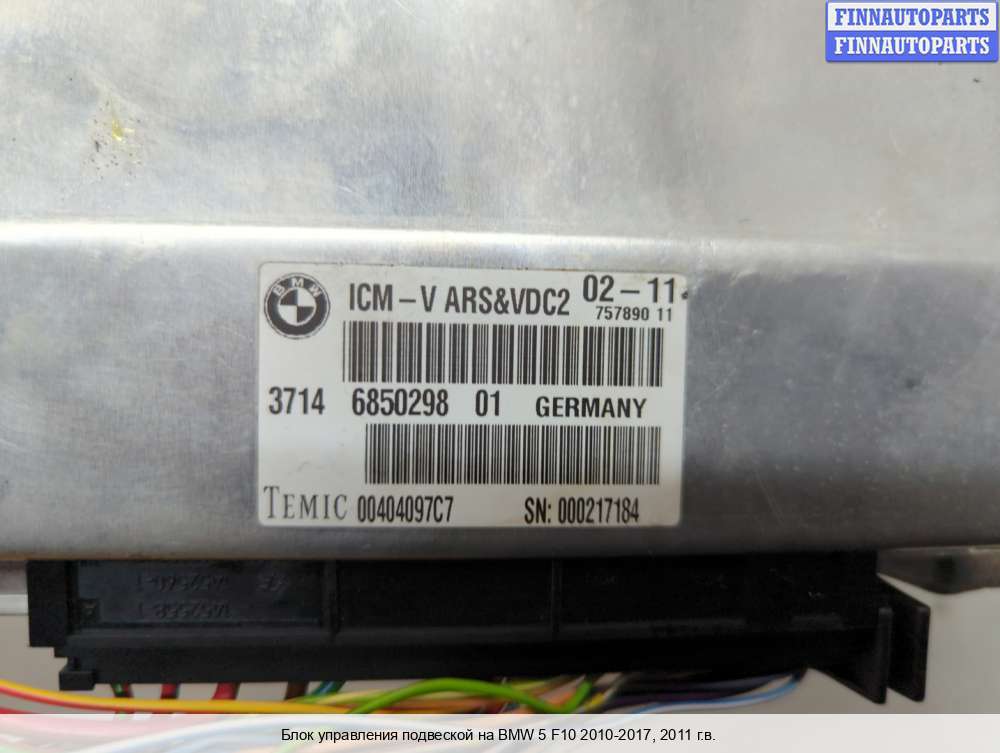 FINNAUTOPARTS
FINNAUTOPARTS
BMW
ICM-V ARS&VDC2 02-11
757890 11
3714 6850298 01 GERMANY
TEMIC 00404097C7 SN: 000217184
Блок управления подвеской на BMW 5 F10 2010-2017, 2011 г.в.